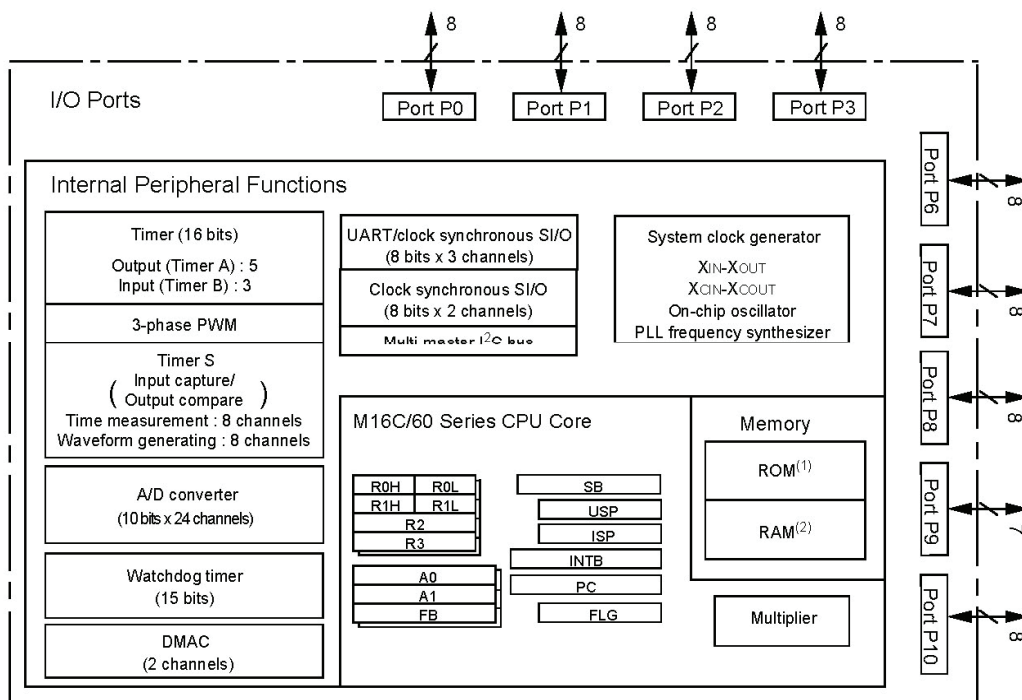 8
8
8
8
I/O Ports
Port P0
Port P1
Port P2
Port P3
Internal Peripheral Functions
Timer (16 bits)
Output (Timer A) : 5
Input (Timer B) : 3
3-phase PWM
Timer S
( Input capture/
Output compare )
Time measurement : 8 channels
Waveform generating : 8 channels
A/D converter
(10 bits x 24 channels)
Watchdog timer
(15 bits)
DMAC
(2 channels)
UART/clock synchronous SI/O
(8 bits x 3 channels)
Clock synchronous SI/O
(8 bits x 2 channels)
Multi master I²C bus
System clock generator
XIN-XOUT
XCIN-XCOUT
On-chip oscillator
PLL frequency synthesizer
M16C/60 Series CPU Core
R0H R0L
R1H R1L
R2
R3
A0
A1
FB
SB
USP
ISP
INTB
PC
FLG
Memory
ROM(1)
RAM(2)
Multiplier
Port P6
8
Port P7
8
Port P8
8
Port P9
7
Port P10
8